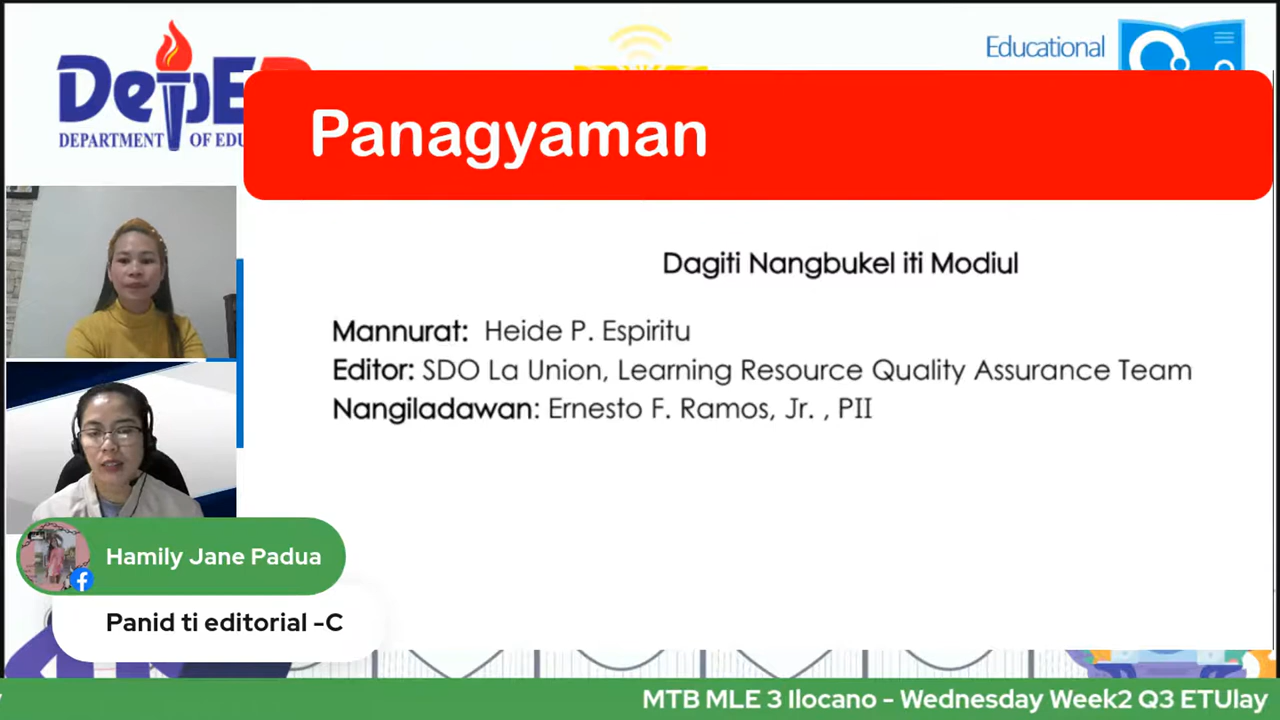 DepED
DEPARTMENT OF EDU
Educational
Panagyaman
Dagiti Nangbukel iti Modiul
Mannurat: Heide P. Espiritu
Editor: SDO La Union, Learning Resource Quality Assurance Team
Nangiladawan: Ernesto F. Ramos, Jr. , PII
Hamily Jane Padua
Panid ti editorial -C
MTB MLE 3 Ilocano - Wednesday Week2 Q3 ETUlay